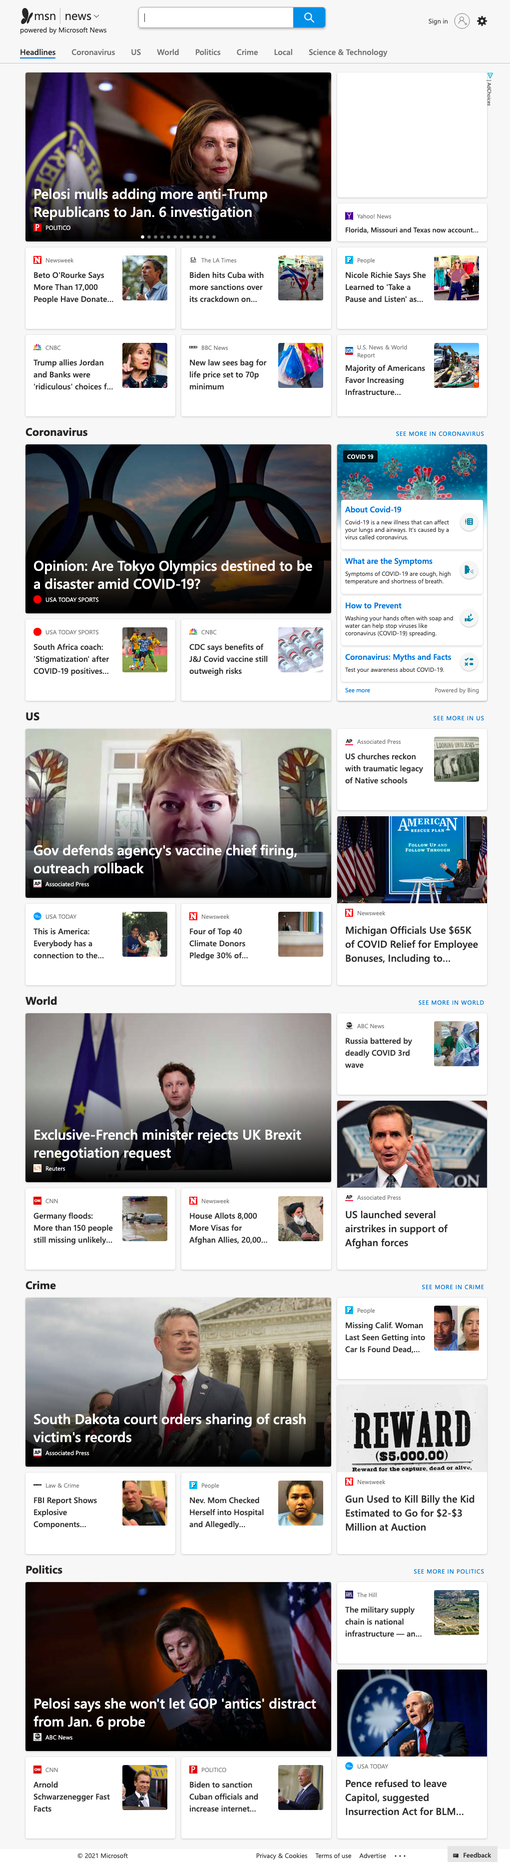 msn | news
powered by Microsoft News
Sign in
Headlines Coronavirus US World Politics Crime Local Science & Technology
Pelosi mulls adding more anti-Trump
Republicans to Jan. 6 investigation
POLITICO
AdChoices
Yahoo! News
Florida, Missouri and Texas now account...
Newsweek
Beto O'Rourke Says
More Than 17,000
People Have Donate...
The LA Times
Biden hits Cuba with
more sanctions over
its crackdown on...
People
Nicole Richie Says She
Learned to 'Take a
Pause and Listen' as...
CNBC
Trump allies Jordan
and Banks were
'ridiculous' choices f...
BBC News
New law sees bag for
life price set to 70p
minimum
U.S. News & World
Report
Majority of Americans
Favor Increasing
Infrastructure...
Coronavirus
SEE MORE IN CORONAVIRUS
Opinion: Are Tokyo Olympics destined to be
a disaster amid COVID-19?
USA TODAY SPORTS
COVID 19
About Covid-19
Covid-19 is a new illness that can affect
your lungs and airways. It's caused by a
virus called coronavirus.
What are the Symptoms
Symptoms of COVID-19 are cough, high
temperature and shortness of breath.
How to Prevent
Washing your hands often with soap and
water can help stop viruses like
coronavirus (COVID-19) spreading.
Coronavirus: Myths and Facts
Test your awareness about COVID-19.
See more
Powered by Bing
USA TODAY SPORTS
South Africa coach:
'Stigmatization' after
COVID-19 positives...
CNBC
CDC says benefits of
J&J Covid vaccine still
outweigh risks
US
SEE MORE IN US
Gov defends agency's vaccine chief firing,
outreach rollback
Associated Press
Associated Press
US churches reckon
with traumatic legacy
of Native schools
AMERICAN
RESCUE PLAN
FOLLOW UP AND
FOLLOW THROUGH
Newsweek
Michigan Officials Use $65K
of COVID Relief for Employee
Bonuses, Including to...
USA TODAY
This is America:
Everybody has a
connection to the...
Newsweek
Four of Top 40
Climate Donors
Pledge 30% of...
World
SEE MORE IN WORLD
Exclusive-French minister rejects UK Brexit
renegotiation request
Reuters
ABC News
Russia battered by
deadly COVID 3rd
wave
Associated Press
US launched several
airstrikes in support of
Afghan forces
CNN
Germany floods:
More than 150 people
still missing unlikely...
Newsweek
House Allots 8,000
More Visas for
Afghan Allies, 20,00...
Crime
SEE MORE IN CRIME
South Dakota court orders sharing of crash
victim's records
Associated Press
People
Missing Calif. Woman
Last Seen Getting into
Car Is Found Dead,...
REWARD
($5,000.00)
Reward for the capture, dead or alive,
Newsweek
Gun Used to Kill Billy the Kid
Estimated to Go for $2-$3
Million at Auction
Law & Crime
FBI Report Shows
Explosive
Components...
People
Nev. Mom Checked
Herself into Hospital
and Allegedly...
Politics
SEE MORE IN POLITICS
Pelosi says she won't let GOP 'antics' distract
from Jan. 6 probe
ABC News
The Hill
The military supply
chain is national
infrastructure — an...
USA TODAY
Pence refused to leave
Capitol, suggested
Insurrection Act for BLM...
CNN
Arnold
Schwarzenegger Fast
Facts
POLITICO
Biden to sanction
Cuban officials and
increase internet...
© 2021 Microsoft
Privacy & Cookies Terms of use Advertise ...
Feedback